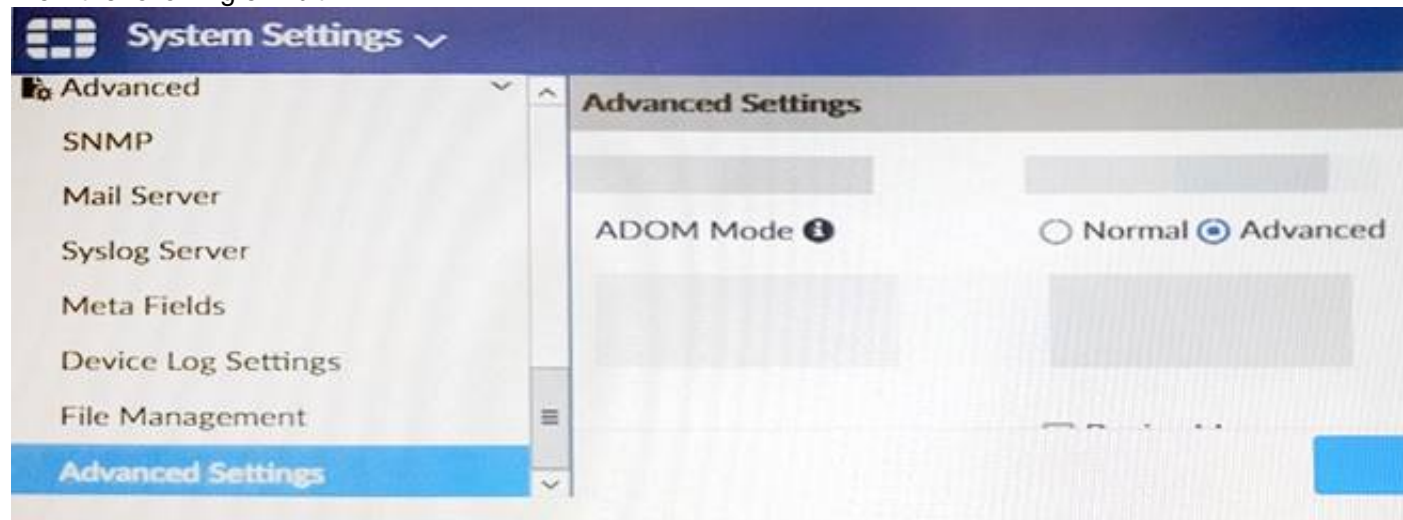 System Settings
Advanced
SNMP
Mail Server
Syslog Server
Meta Fields
Device Log Settings
File Management
Advanced Settings
Advanced Settings
ADOM Mode
Normal Advanced